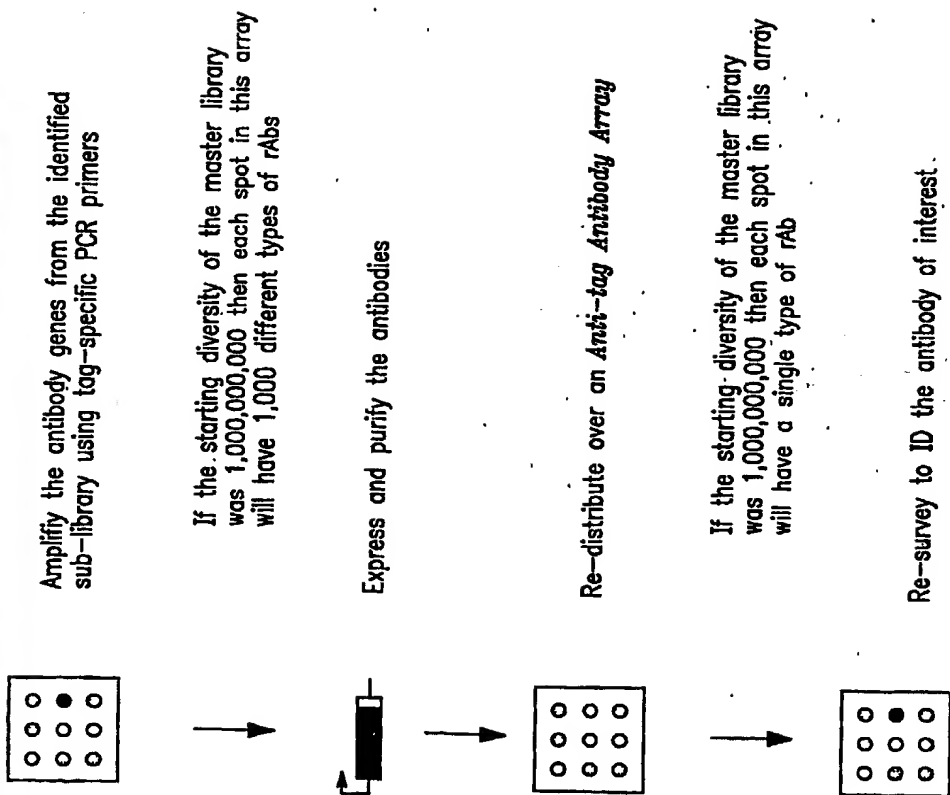 Amplifiy the antibody genes from the identified
sub-library using tag-specific PCR primers
If the starting diversity of the master library
was 1,000,000,000 then each spot in this array
will have 1,000 different types of rAbs
Express and purify the antibodies
Re-distribute over an Anti-tag Antibody Array
If the starting diversity of the master library
was 1,000,000,000 then each spot in this array
will have a single type of rAb
Re-survey to ID the antibody of interest